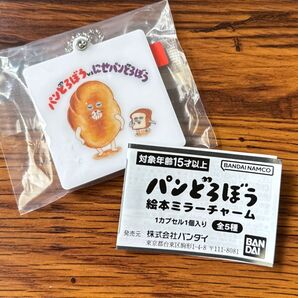 パンどろぼうvsにせパンどろぼう
対象年齢15才以上
BANDAI NAMCO
パンどろぼう
絵本ミラーチャーム
1カプセル1個入り
全5種
発売元 株式会社バンダイ
東京都台東区駒形1-4-8 〒111-8081
BAN
DAI